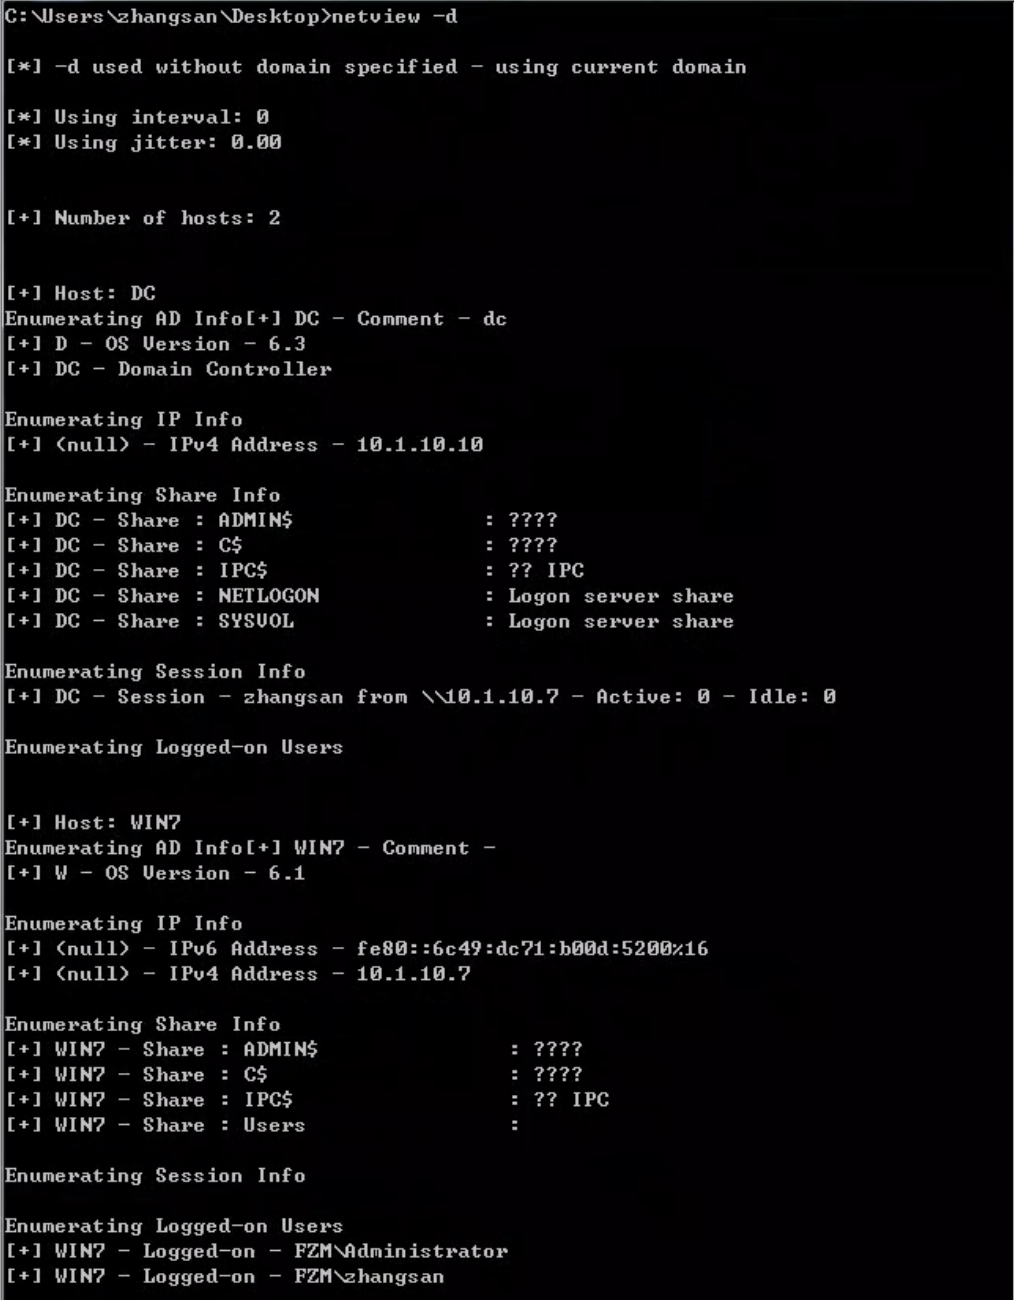 C:\Users\zhangsan\Desktop>netview -d
[*] -d used without domain specified - using current domain
[*] Using interval: 0
[*] Using jitter: 0.00
[+] Number of hosts: 2
[+] Host: DC
Enumerating AD Info[+] DC - Comment - dc
[+] D - OS Version - 6.3
[+] DC - Domain Controller
Enumerating IP Info
[+] (null) - IPv4 Address - 10.1.10.10
Enumerating Share Info
[+] DC - Share : ADMIN$ : ????
[+] DC - Share : C$ : ????
[+] DC - Share : IPC$ : ?? IPC
[+] DC - Share : NETLOGON : Logon server share
[+] DC - Share : SYSVOL : Logon server share
Enumerating Session Info
[+] DC - Session - zhangsan from \\10.1.10.7 - Active: 0 - Idle: 0
Enumerating Logged-on Users
[+] Host: WIN7
Enumerating AD Info[+] WIN7 - Comment -
[+] W - OS Version - 6.1
Enumerating IP Info
[+] (null) - IPv6 Address - fe80::6c49:dc71:b00d:5200%16
[+] (null) - IPv4 Address - 10.1.10.7
Enumerating Share Info
[+] WIN7 - Share : ADMIN$ : ????
[+] WIN7 - Share : C$ : ????
[+] WIN7 - Share : IPC$ : ?? IPC
[+] WIN7 - Share : Users :
Enumerating Session Info
Enumerating Logged-on Users
[+] WIN7 - Logged-on - FZM\Administrator
[+] WIN7 - Logged-on - FZM\zhangsan